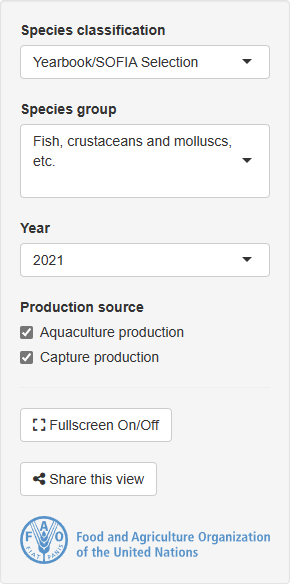 Species classification
Yearbook/SOFIA Selection
Species group
Fish, crustaceans and molluscs,
etc.
Year
2021
Production source
Aquaculture production
Capture production
Fullscreen On/Off
Share this view
FAO
FIAT PANIS
Food and Agriculture Organization
of the United Nations